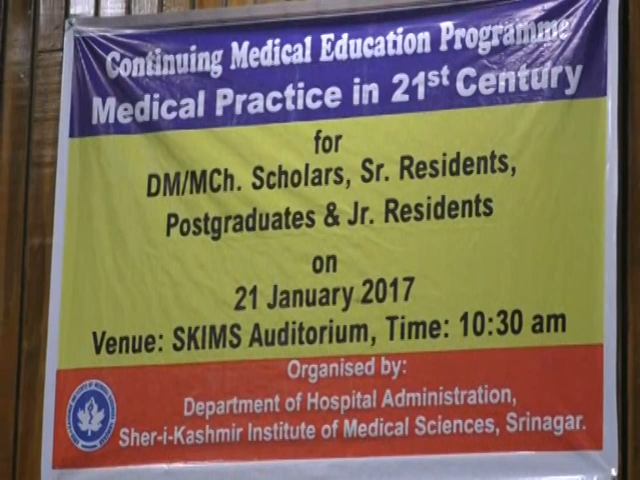 Continuing Medical Education Programme
Medical Practice in 21st Century
for
DM/MCh. Scholars, Sr. Residents,
Postgraduates & Jr. Residents
on
21 January 2017
Venue: SKIMS Auditorium, Time: 10:30 am
Organised by:
Department of Hospital Administration,
Sher-i-Kashmir Institute of Medical Sciences, Srinagar.